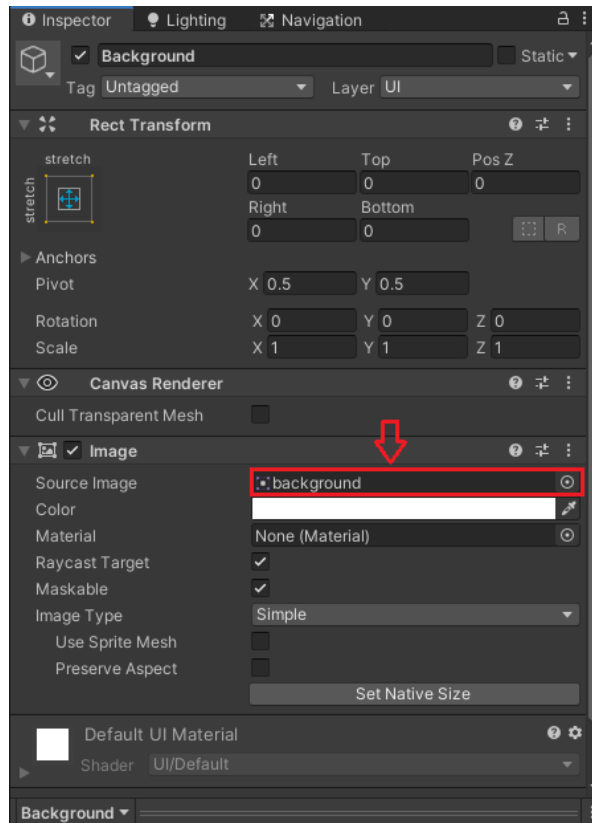 Inspector Lighting Navigation
Background Static
Tag Untagged Layer UI
Rect Transform
stretch Left Top Pos Z
stretch 0 0 0
Right Bottom
0 0 R
Anchors
Pivot X 0.5 Y 0.5
Rotation X 0 Y 0 Z 0
Scale X 1 Y 1 Z 1
Canvas Renderer
Cull Transparent Mesh
Image
Source Image background
Color
Material None (Material)
Raycast Target
Maskable
Image Type Simple
Use Sprite Mesh
Preserve Aspect
Set Native Size
Default UI Material
Shader UI/Default
Background